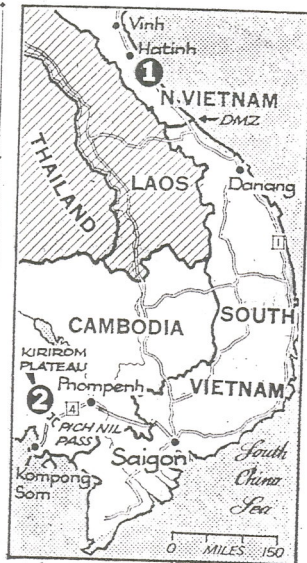 Vinh
Hatinh
1
N. VIETNAM
DMZ
THAILAND
LAOS
Danang
1
CAMBODIA
SOUTH
VIETNAM
KIRIROM
PLATEAU
2
Phompenh
4
PICH NIL
PASS
Saigon
Kompong
Som
South
China
Sea
0 MILES 150